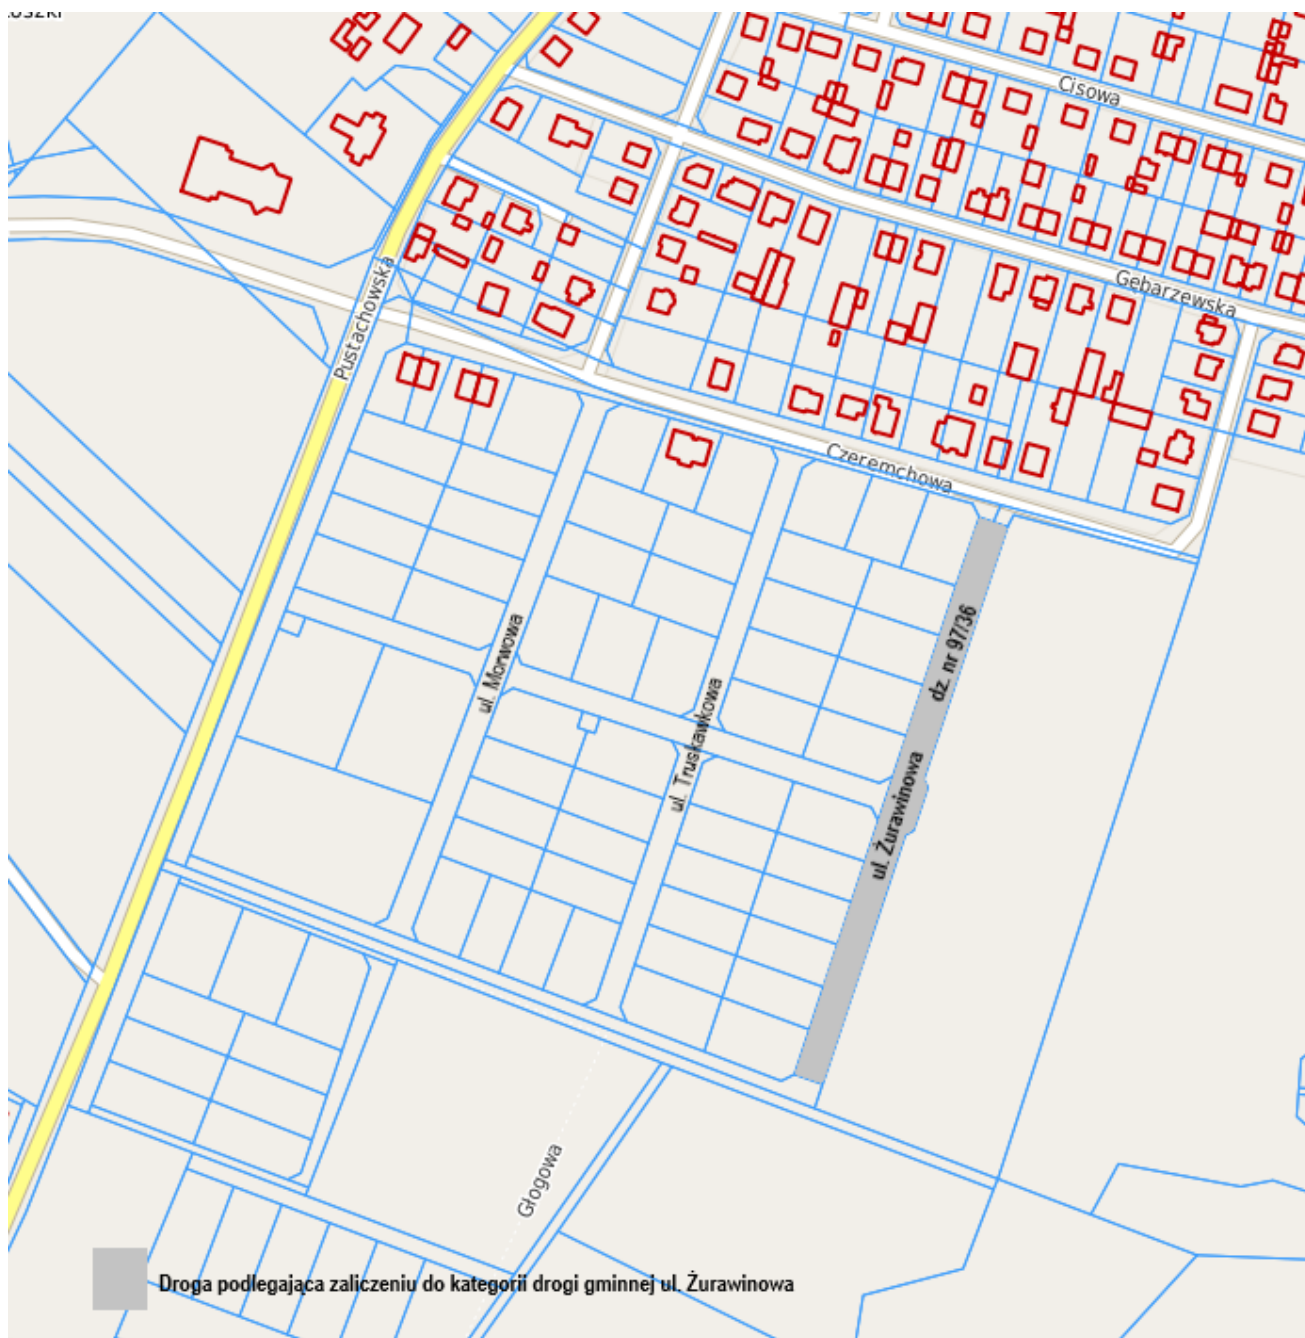 Cisowa
Gębarzewska
Pustachowska
Czeremchowa
dz. nr 97/36
ul. Morwowa
ul. Truskawkowa
ul. Żurawinowa
Głogowa
Droga podlegająca zaliczeniu do kategorii drogi gminnej ul. Żurawinowa